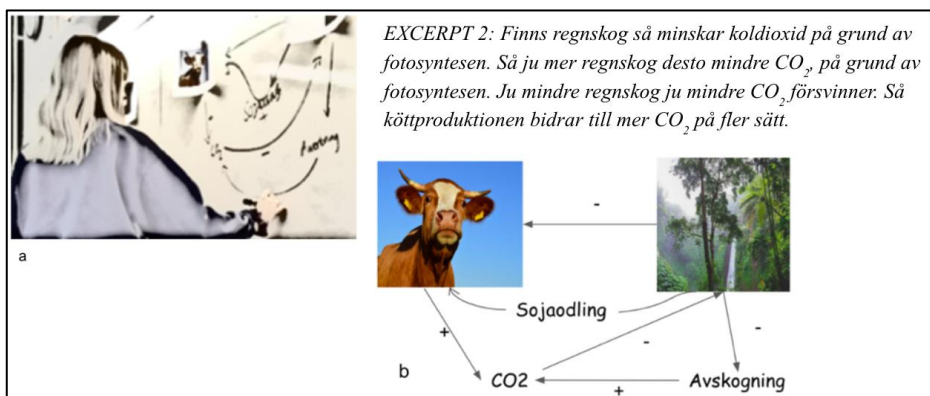 EXCERPT 2: Finns regnskog så minskar koldioxid på grund av
fotosyntesen. Så ju mer regnskog desto mindre CO2, på grund av
fotosyntesen. Ju mindre regnskog ju mindre CO2 försvinner. Så
köttproduktionen bidrar till mer CO2 på fler sätt.
a
-
Sojaodling
+
-
-
b
CO2
+
Avskogning